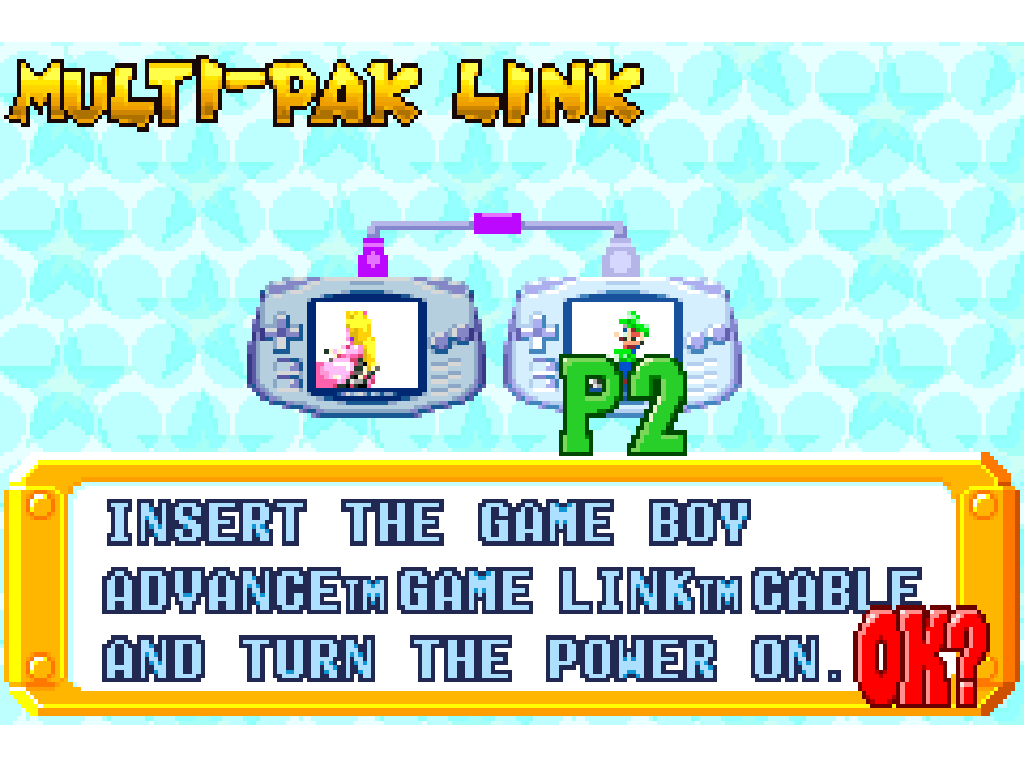 MULTI-PAK LINK
P2
INSERT THE GAME BOY
ADVANCE™ GAME LINK™ CABLE
AND TURN THE POWER ON.
OK?